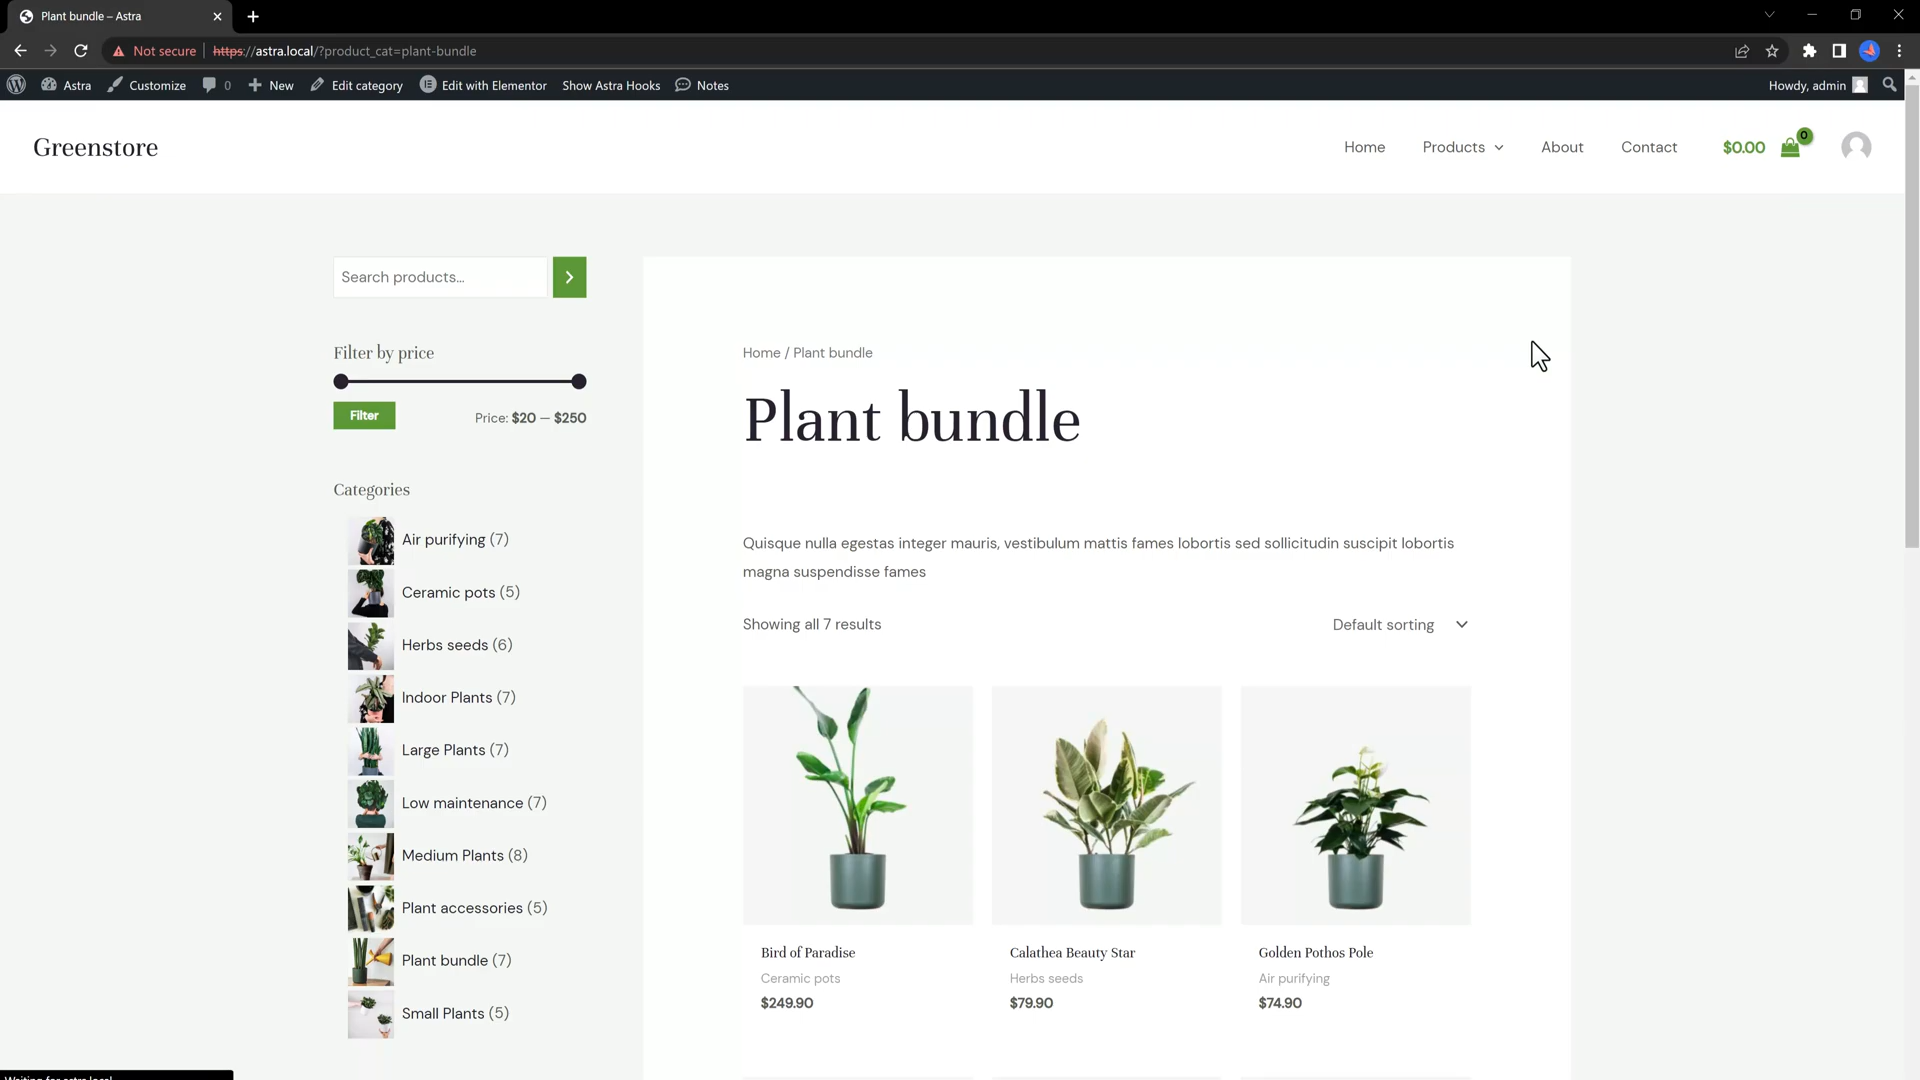 Plant bundle – Astra
Not secure
https://astra.local/?product_cat=plant-bundle
Astra
Customize
0
New
Edit category
Edit with Elementor
Show Astra Hooks
Notes
Howdy, admin
Greenstore
Home
Products
About
Contact
$0.00
0
Search products...
Filter by price
Filter
Price: $20 — $250
Categories
Air purifying (7)
Ceramic pots (5)
Herbs seeds (6)
Indoor Plants (7)
Large Plants (7)
Low maintenance (7)
Medium Plants (8)
Plant accessories (5)
Plant bundle (7)
Small Plants (5)
Home / Plant bundle
Plant bundle
Quisque nulla egestas integer mauris, vestibulum mattis fames lobortis sed sollicitudin suscipit lobortis
magna suspendisse fames
Showing all 7 results
Default sorting
Bird of Paradise
Ceramic pots
$249.90
Calathea Beauty Star
Herbs seeds
$79.90
Golden Pothos Pole
Air purifying
$74.90